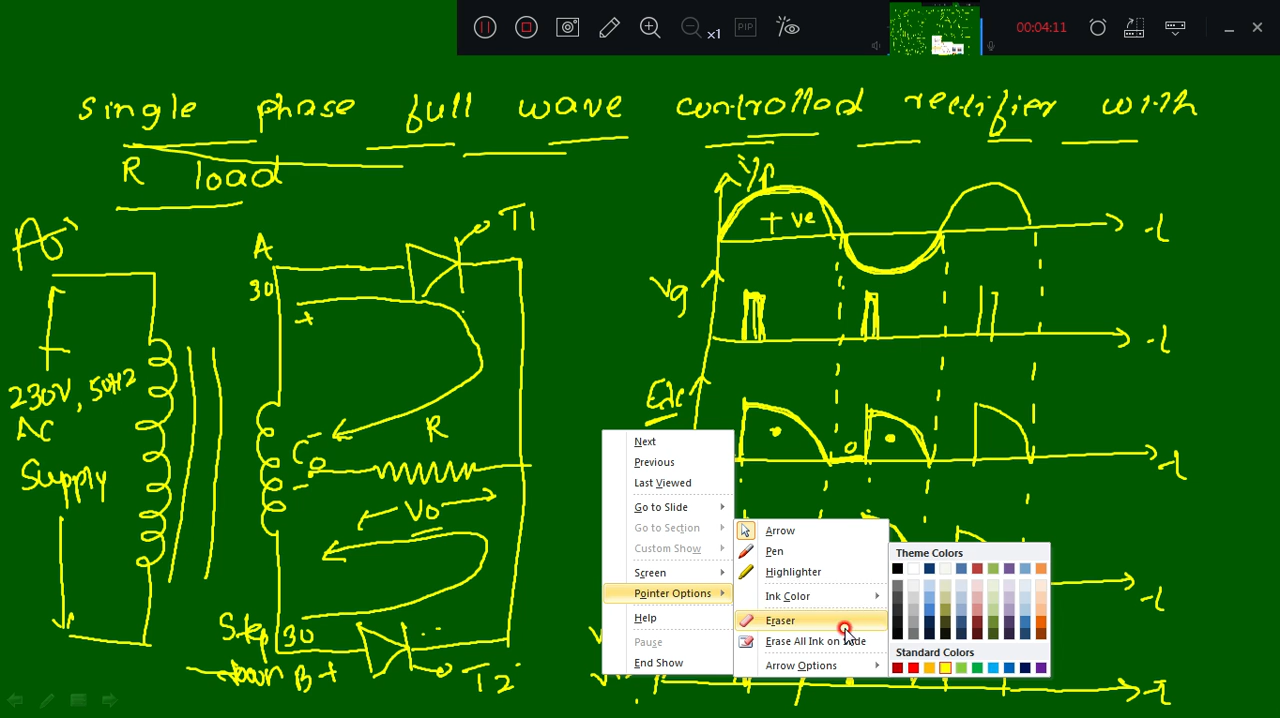 x1
PIP
00:04:11
single phase full wave controlled rectifier with
R load
i/p
A
T1
+ ve
-t
30
Vg
+
-t
230V, 50Hz
AC
Supply
Edc
R
C
-t
Vo
Next
Previous
Last Viewed
Go to Slide
Go to Section
Custom Show
Screen
Pointer Options
Help
Pause
End Show
Arrow
Pen
Highlighter
Ink Color
Eraser
Erase All Ink on Slide
Arrow Options
Theme Colors
Standard Colors
-t
Step 30
down B +
T2
-t